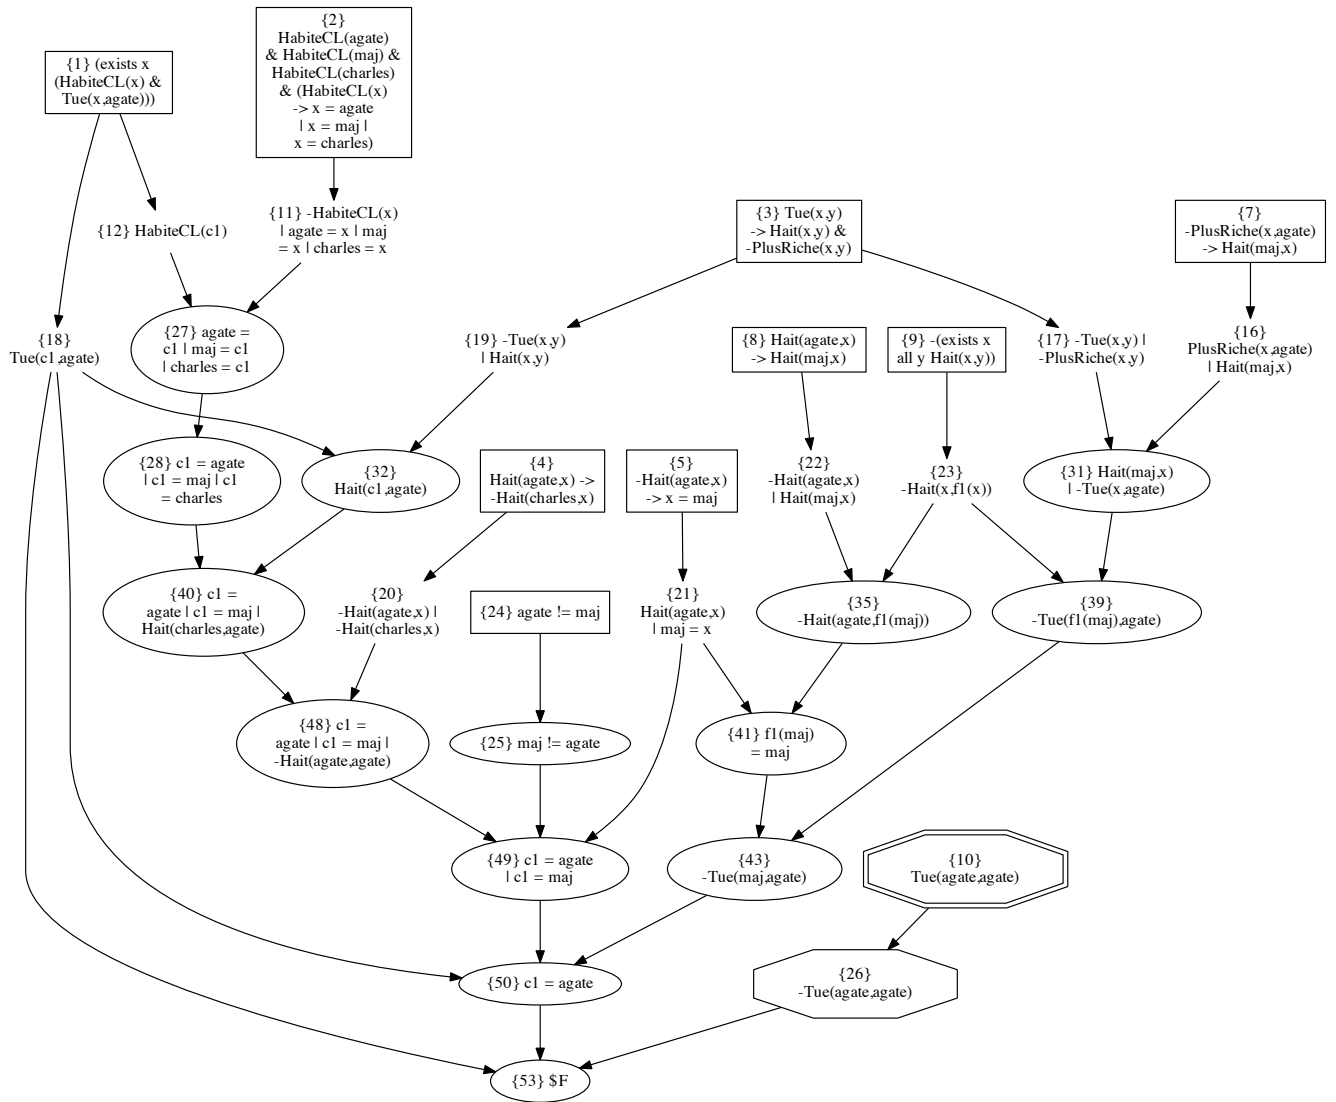 {1} (exists x
(HabiteCL(x) &
Tue(x,agate)))
{2}
HabiteCL(agate)
& HabiteCL(maj) &
HabiteCL(charles)
& (HabiteCL(x)
-> x = agate
| x = maj |
x = charles)
{12} HabiteCL(c1)
{11} -HabiteCL(x)
| agate = x | maj
= x | charles = x
{3} Tue(x,y)
-> Hait(x,y) &
-PlusRiche(x,y)
{7}
-PlusRiche(x,agate)
-> Hait(maj,x)
{18}
Tue(c1,agate)
{27} agate =
c1 | maj = c1
| charles = c1
{19} -Tue(x,y)
| Hait(x,y)
{8} Hait(agate,x)
-> Hait(maj,x)
{9} -(exists x
all y Hait(x,y))
{17} -Tue(x,y) |
-PlusRiche(x,y)
{16}
PlusRiche(x,agate)
| Hait(maj,x)
{28} c1 = agate
| c1 = maj | c1
= charles
{32}
Hait(c1,agate)
{4}
Hait(agate,x) ->
-Hait(charles,x)
{5}
-Hait(agate,x)
-> x = maj
{22}
-Hait(agate,x)
| Hait(maj,x)
{23}
-Hait(x,f1(x))
{31} Hait(maj,x)
| -Tue(x,agate)
{40} c1 =
agate | c1 = maj |
Hait(charles,agate)
{20}
-Hait(agate,x) |
-Hait(charles,x)
{24} agate != maj
{21}
Hait(agate,x)
| maj = x
{35}
-Hait(agate,f1(maj))
{39}
-Tue(f1(maj),agate)
{48} c1 =
agate | c1 = maj |
-Hait(agate,agate)
{25} maj != agate
{41} f1(maj)
= maj
{49} c1 = agate
| c1 = maj
{43}
-Tue(maj,agate)
{10}
Tue(agate,agate)
{50} c1 = agate
{26}
-Tue(agate,agate)
{53} $F